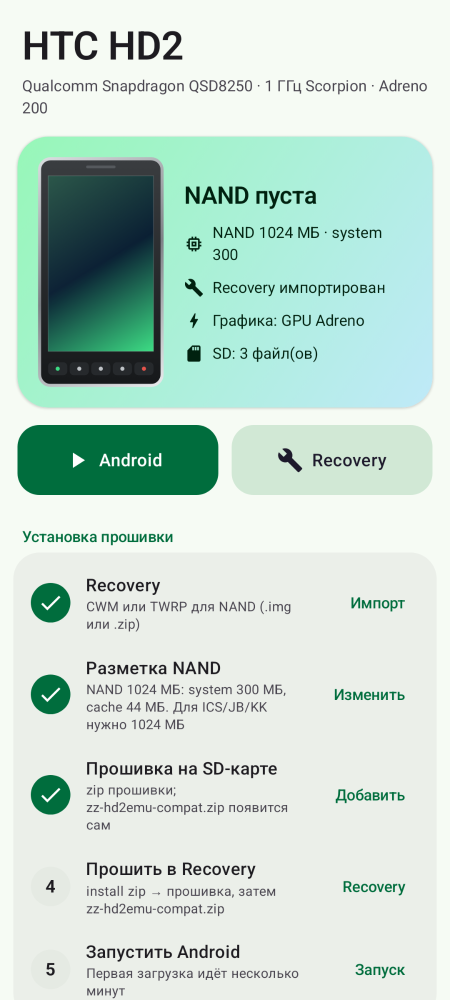 HTC HD2
Qualcomm Snapdragon QSD8250 · 1 ГГц Scorpion · Adreno
200
NAND пуста
NAND 1024 МБ · system
300
Recovery импортирован
Графика: GPU Adreno
SD: 3 файл(ов)
Android
Recovery
Установка прошивки
Recovery
CWM или TWRP для NAND (.img
или .zip)
Импорт
Разметка NAND
NAND 1024 МБ: system 300 МБ,
cache 44 МБ. Для ICS/JB/KK
нужно 1024 МБ
Изменить
Прошивка на SD-карте
zip прошивки;
zz-hd2emu-compat.zip появится
сам
Добавить
4
Прошить в Recovery
install zip → прошивка, затем
zz-hd2emu-compat.zip
Recovery
5
Запустить Android
Первая загрузка идёт несколько
минут
Запуск